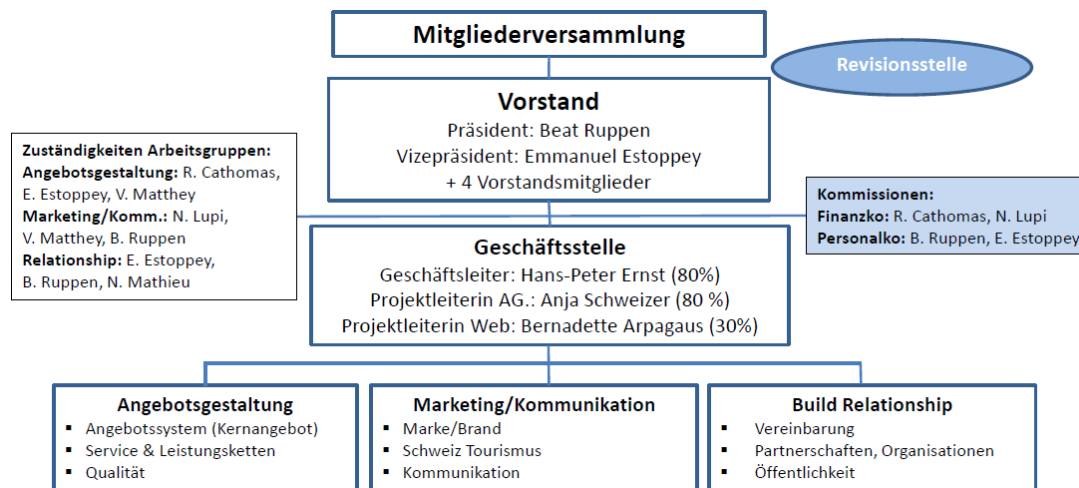 Mitgliederversammlung
Revisionsstelle
Vorstand
Präsident: Beat Ruppen
Vizepräsident: Emmanuel Estoppey
+ 4 Vorstandsmitglieder
Zuständigkeiten Arbeitsgruppen:
Angebotsgestaltung: R. Cathomas,
E. Estoppey, V. Matthey
Marketing/Komm.: N. Lupi,
V. Matthey, B. Ruppen
Relationship: E. Estoppey,
B. Ruppen, N. Mathieu
Kommissionen:
Finanzko: R. Cathomas, N. Lupi
Personalko: B. Ruppen, E. Estoppey
Geschäftsstelle
Geschäftsleiter: Hans-Peter Ernst (80%)
Projektleiterin AG.: Anja Schweizer (80 %)
Projektleiterin Web: Bernadette Arpagaus (30%)
Angebotsgestaltung
▪ Angebotssystem (Kernangebot)
▪ Service & Leistungsketten
▪ Qualität
Marketing/Kommunikation
▪ Marke/Brand
▪ Schweiz Tourismus
▪ Kommunikation
Build Relationship
▪ Vereinbarung
▪ Partnerschaften, Organisationen
▪ Öffentlichkeit